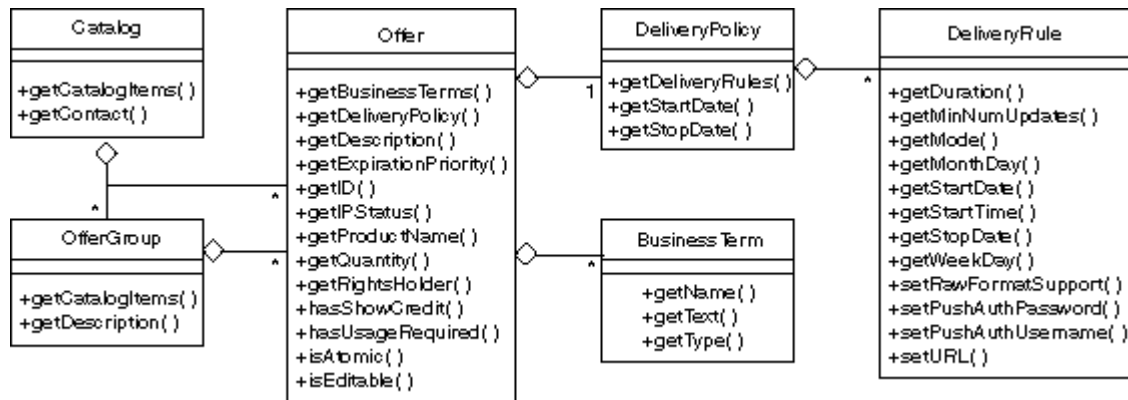 Catalog
+getCatalogItems( )
+getContact( )
*
*
OfferGroup
+getCatalogItems( )
+getDescription( )
*
Offer
+getBusinessTerms( )
+getDeliveryPolicy( )
+getDescription( )
+getExpirationPriority( )
+getID( )
+getIPStatus( )
+getProductName( )
+getQuantity( )
+getRightsHolder( )
+hasShowCredit( )
+hasUsageRequired( )
+isAtomic( )
+isEditable( )
1
*
DeliveryPolicy
+getDeliveryRules( )
+getStartDate( )
+getStopDate( )
*
BusinessTerm
+getName( )
+getText( )
+getType( )
DeliveryRule
+getDuration( )
+getMinNumUpdates( )
+getMode( )
+getMonthDay( )
+getStartDate( )
+getStartTime( )
+getStopDate( )
+getWeekDay( )
+setRawFormatSupport( )
+setPushAuthPassword( )
+setPushAuthUsername( )
+setURL( )